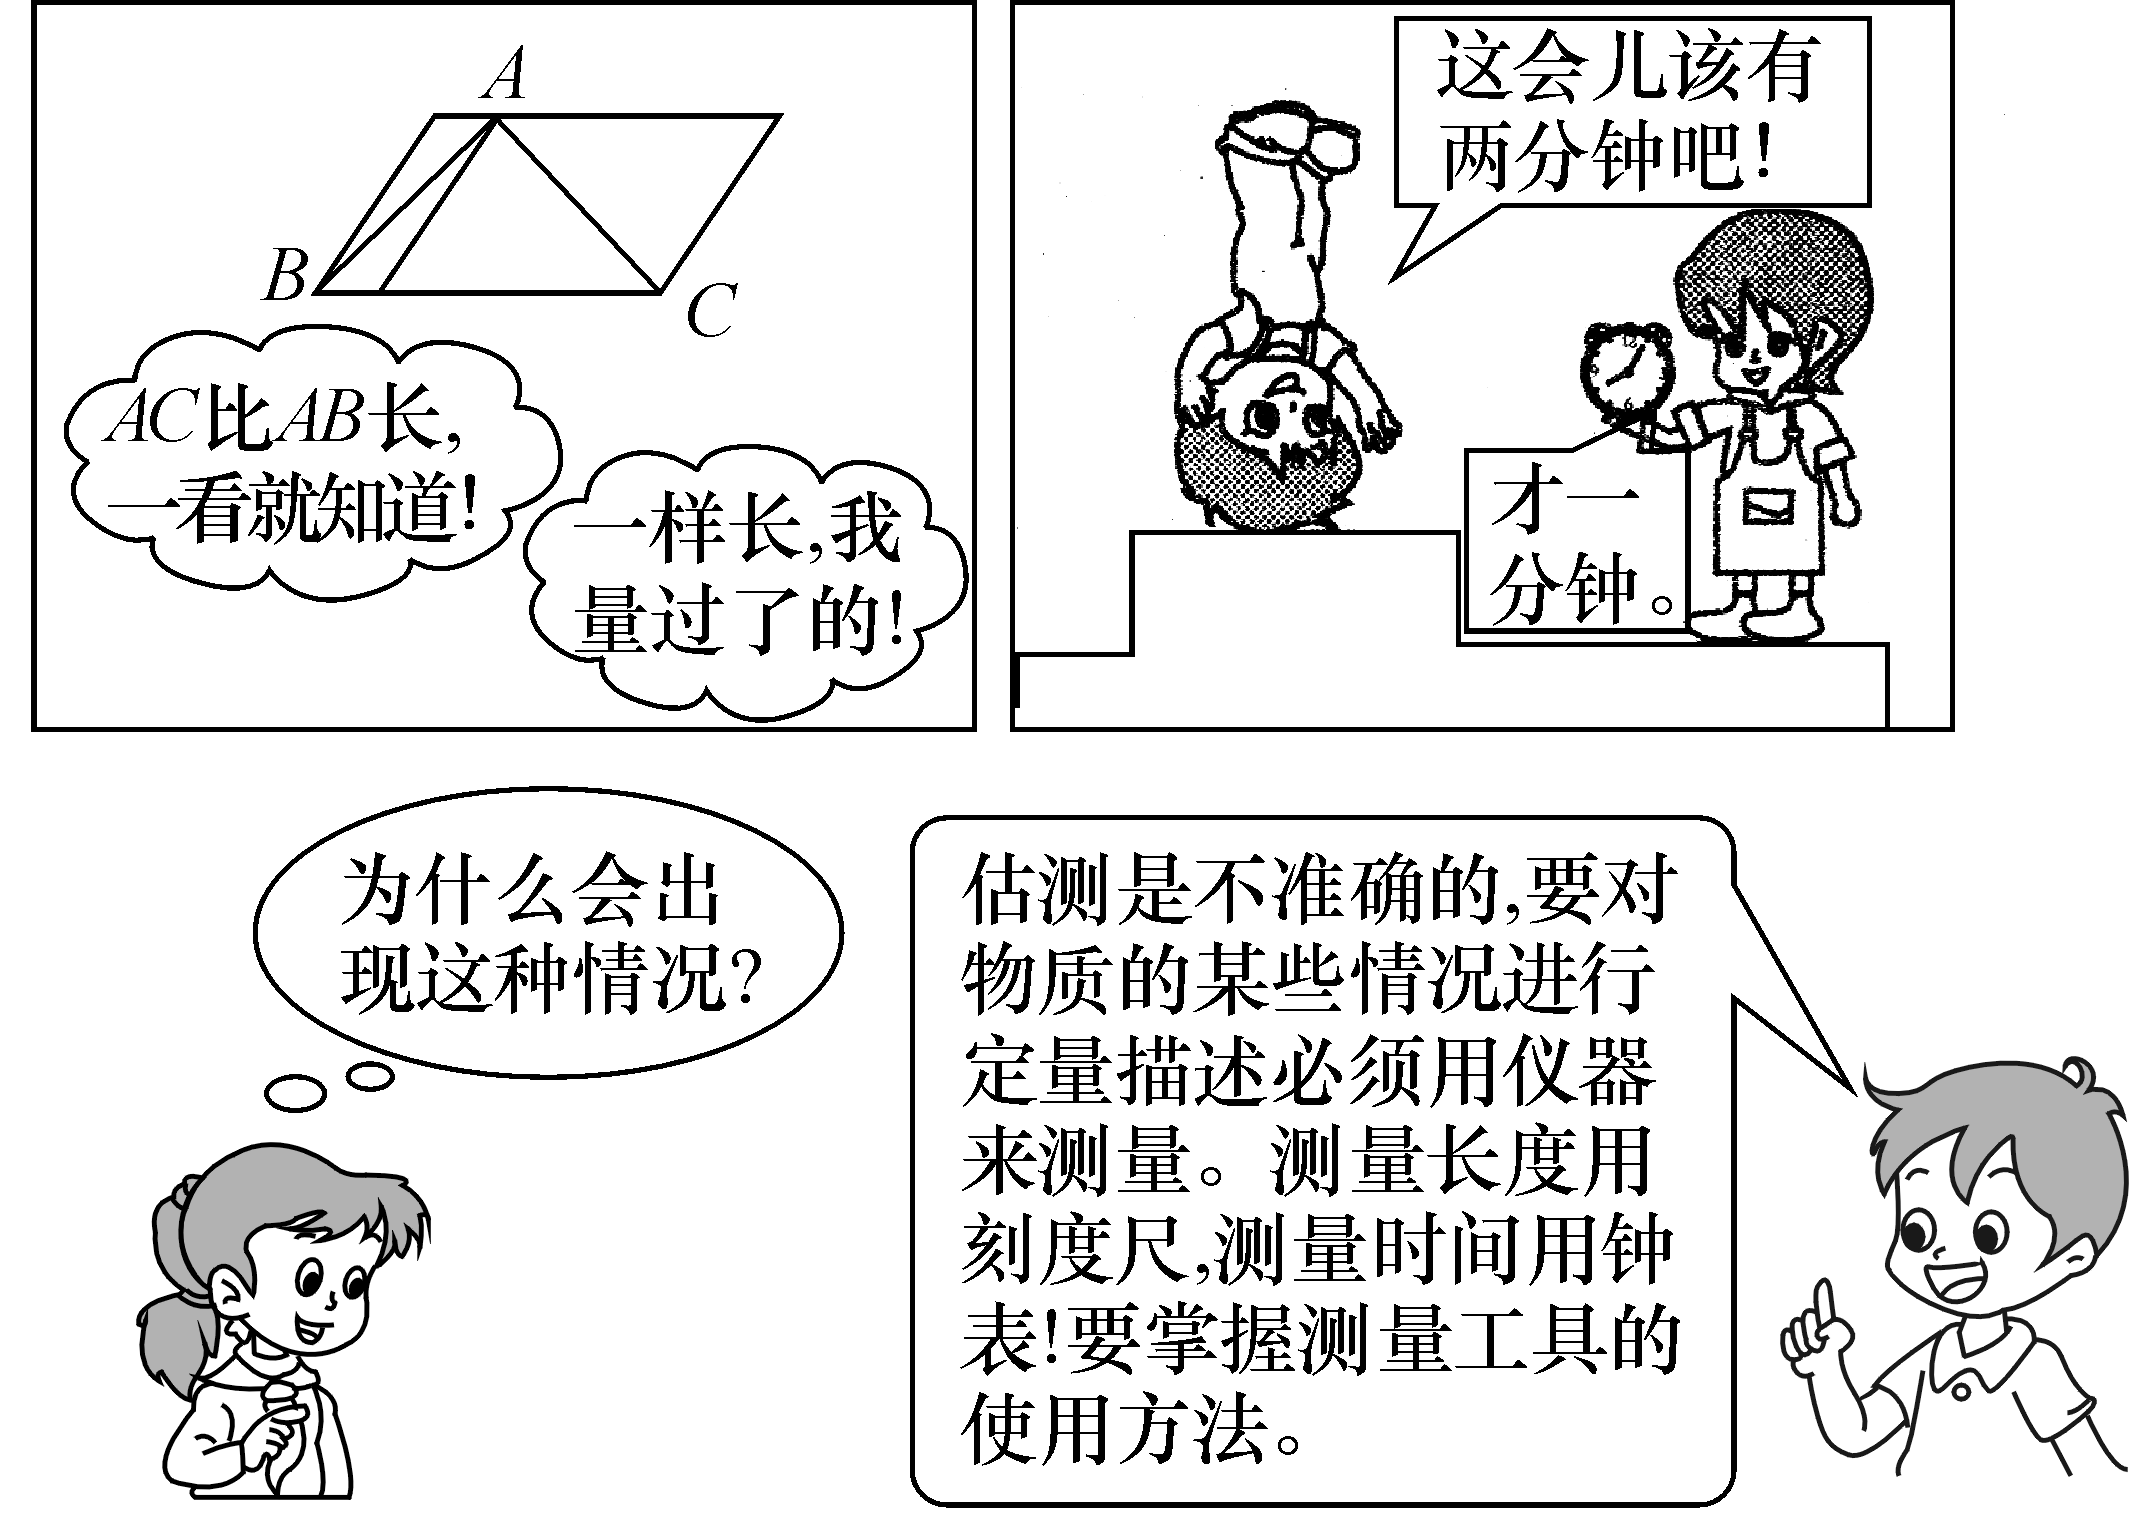 A
B
C
AC比AB长,
一看就知道!
一样长,我
量过了的!
这会儿该有
两分钟吧!
12
6
才一
分钟。
为什么会出
现这种情况?
估测是不准确的,要对
物质的某些情况进行
定量描述必须用仪器
来测量。测量长度用
刻度尺,测量时间用钟
表!要掌握测量工具的
使用方法。